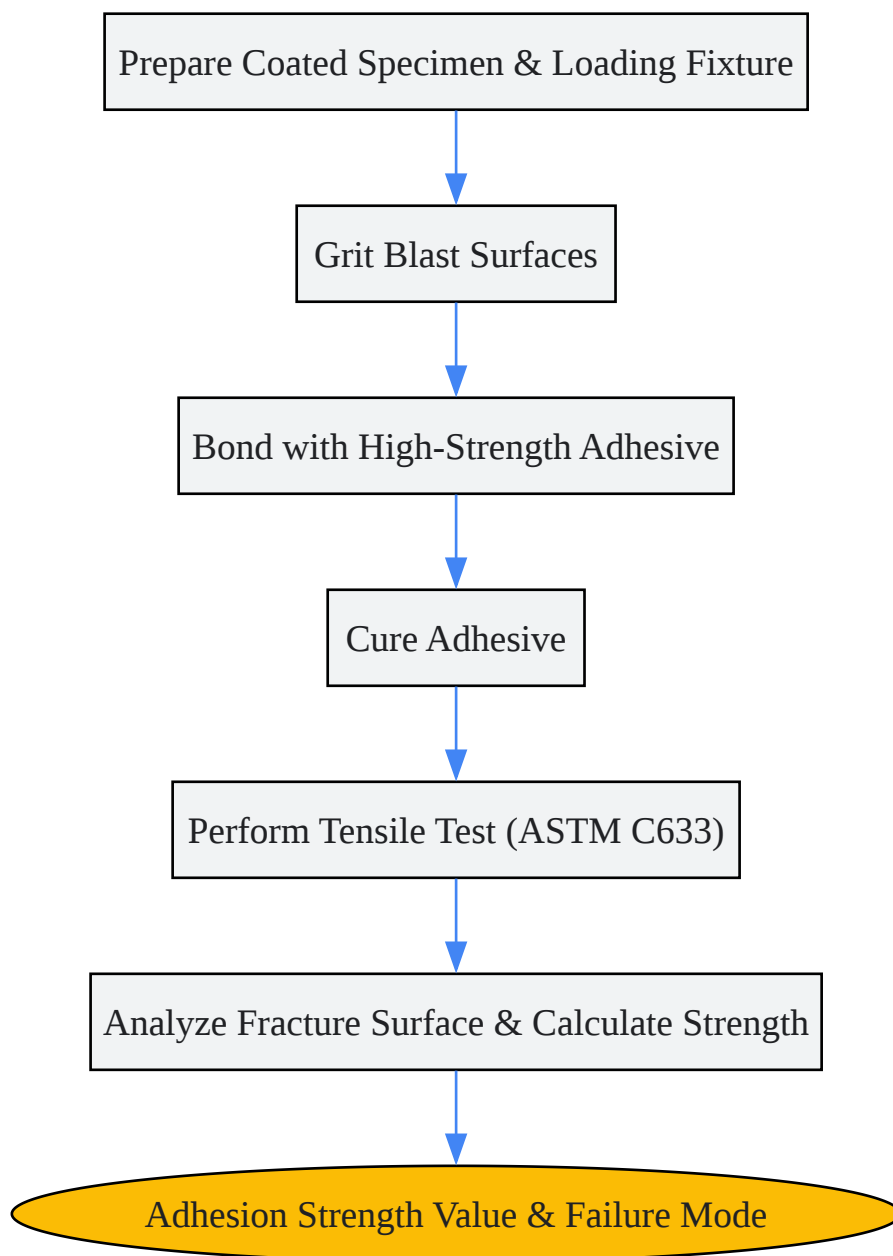 Prepare Coated Specimen & Loading Fixture
Grit Blast Surfaces
Bond with High-Strength Adhesive
Cure Adhesive
Perform Tensile Test (ASTM C633)
Analyze Fracture Surface & Calculate Strength
Adhesion Strength Value & Failure Mode